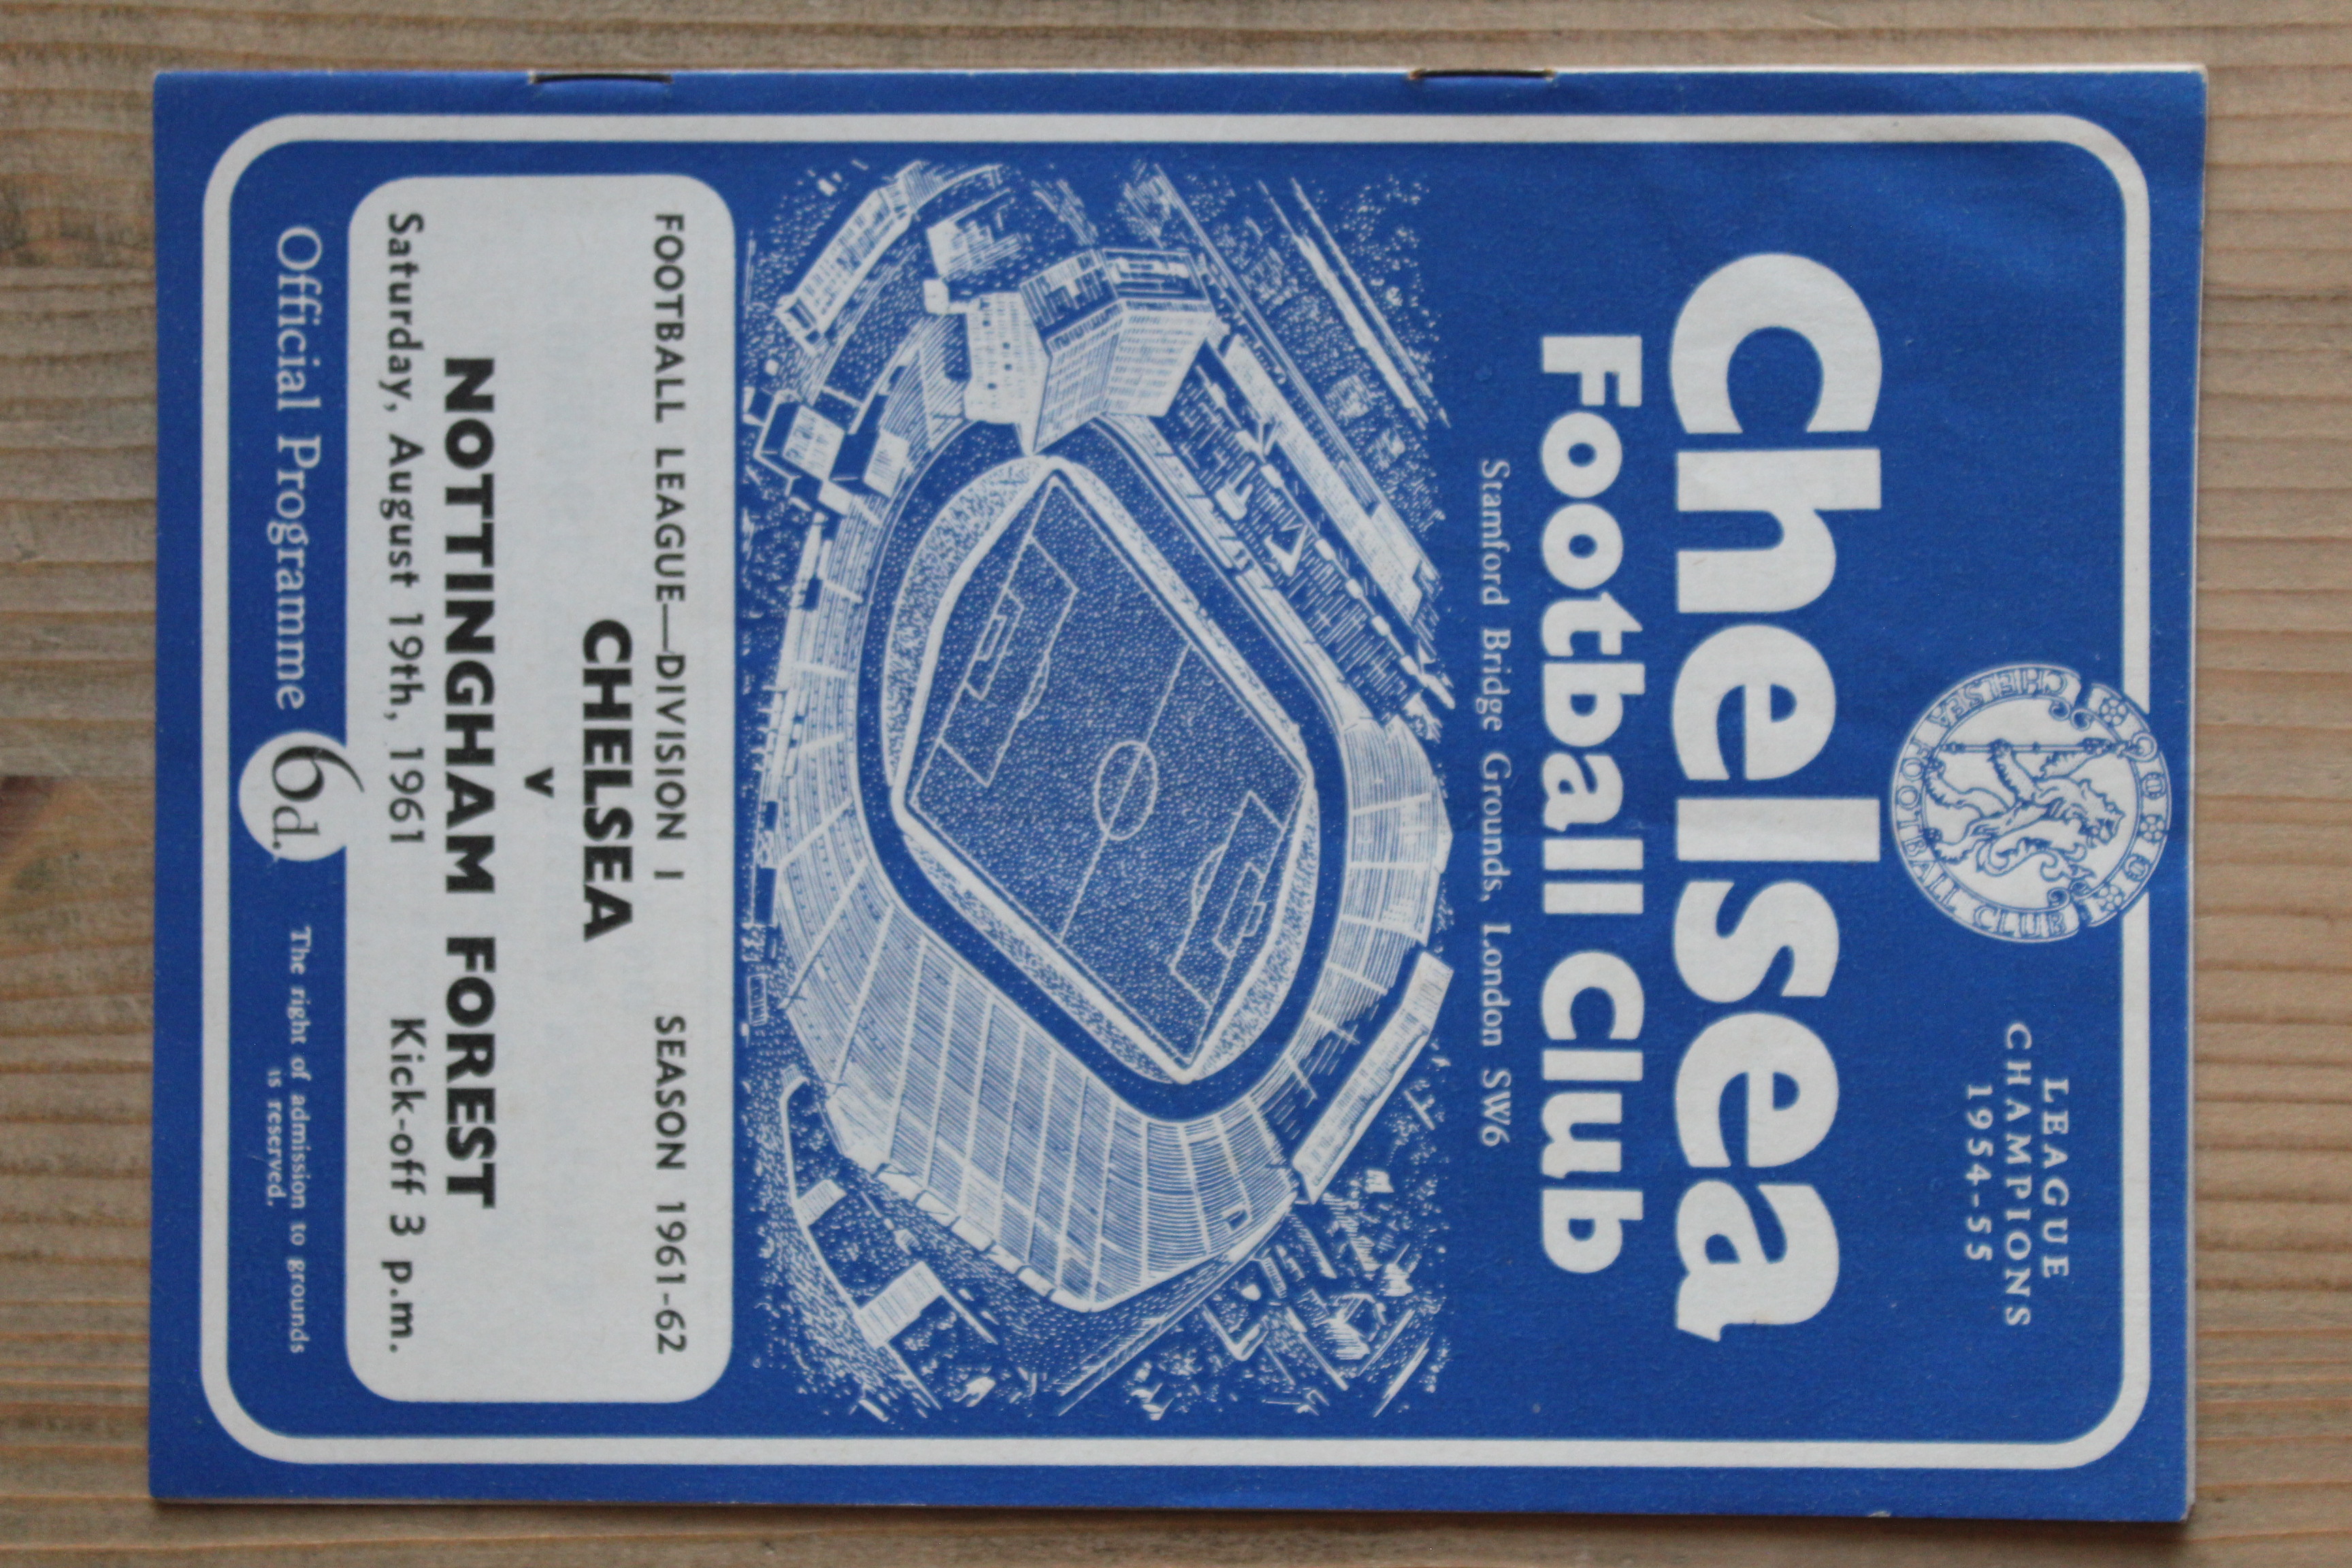 LEAGUE
CHAMPIONS
1954-55
CHELSEA FOOTBALL CLUB
Chelsea
Football Club
Stamford Bridge Grounds, London SW6
FOOTBALL LEAGUE—DIVISION I SEASON 1961-62
CHELSEA
v
NOTTINGHAM FOREST
Saturday, August 19th, 1961 Kick-off 3 p.m.
Official Programme 6d. The right of admission to grounds
is reserved.